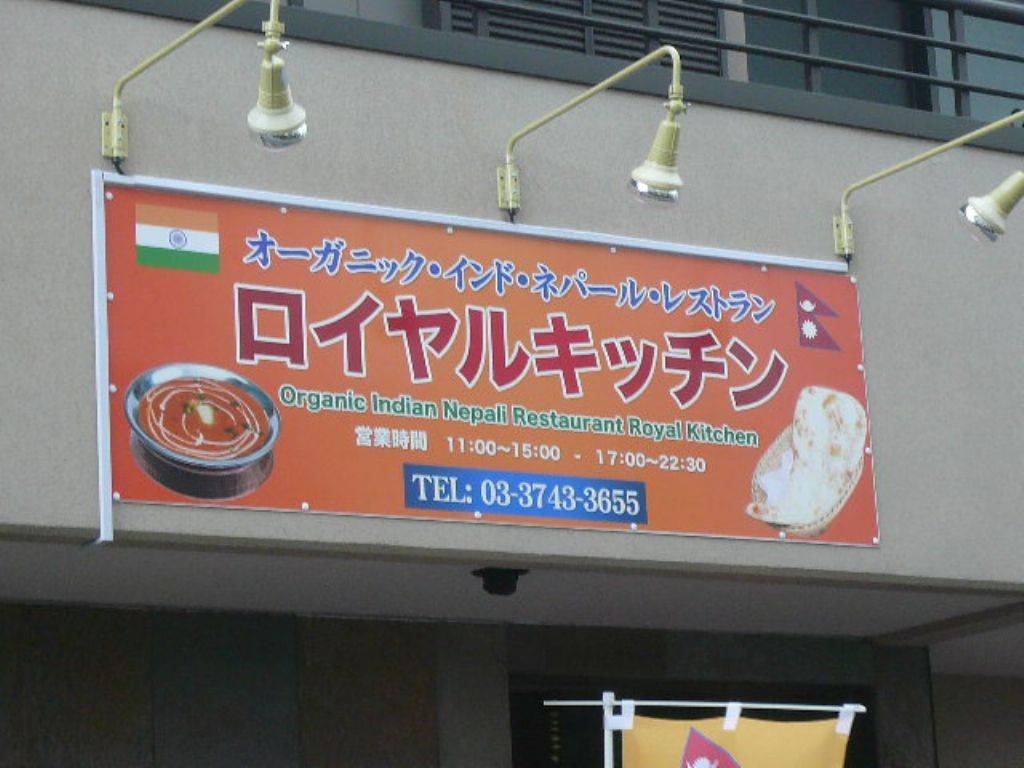 オーガニック・インド・ネパール・レストラン
ロイヤルキッチン
Organic Indian Nepali Restaurant Royal Kitchen
営業時間 11:00~15:00 - 17:00~22:30
TEL: 03-3743-3655